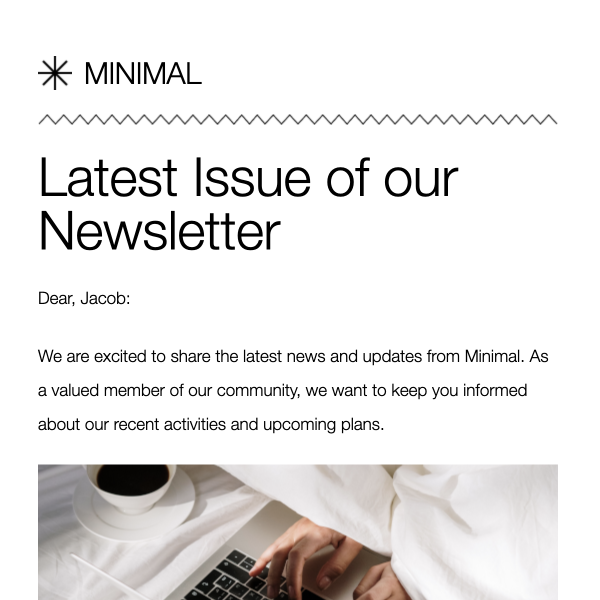 MINIMAL
Latest Issue of our
Newsletter
Dear, Jacob:
We are excited to share the latest news and updates from Minimal. As
a valued member of our community, we want to keep you informed
about our recent activities and upcoming plans.